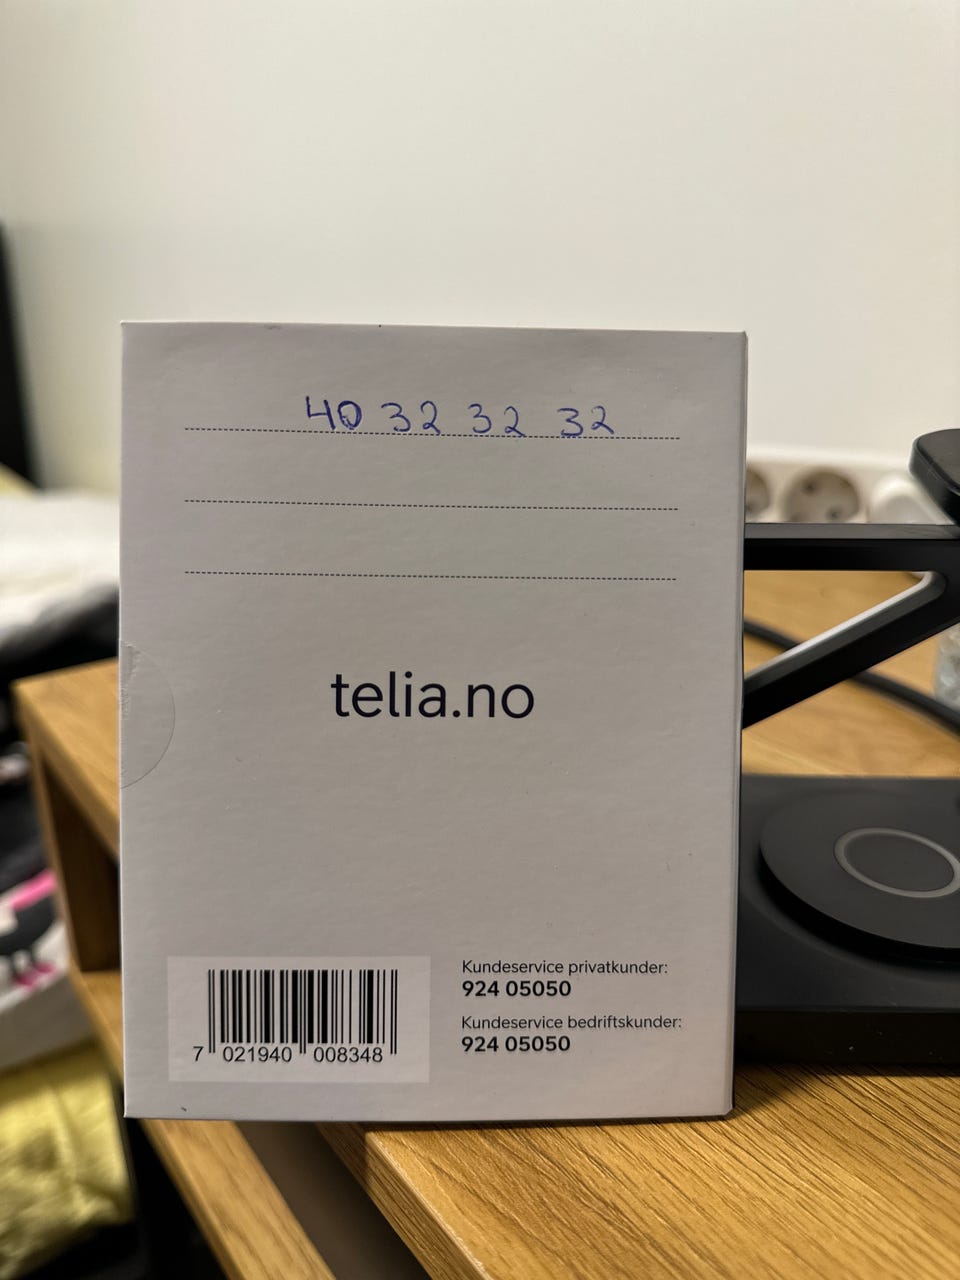 40 32 32 32
telia.no
Kundeservice privatkunder:
924 05050
Kundeservice bedriftskunder:
924 05050
7 021940 008348